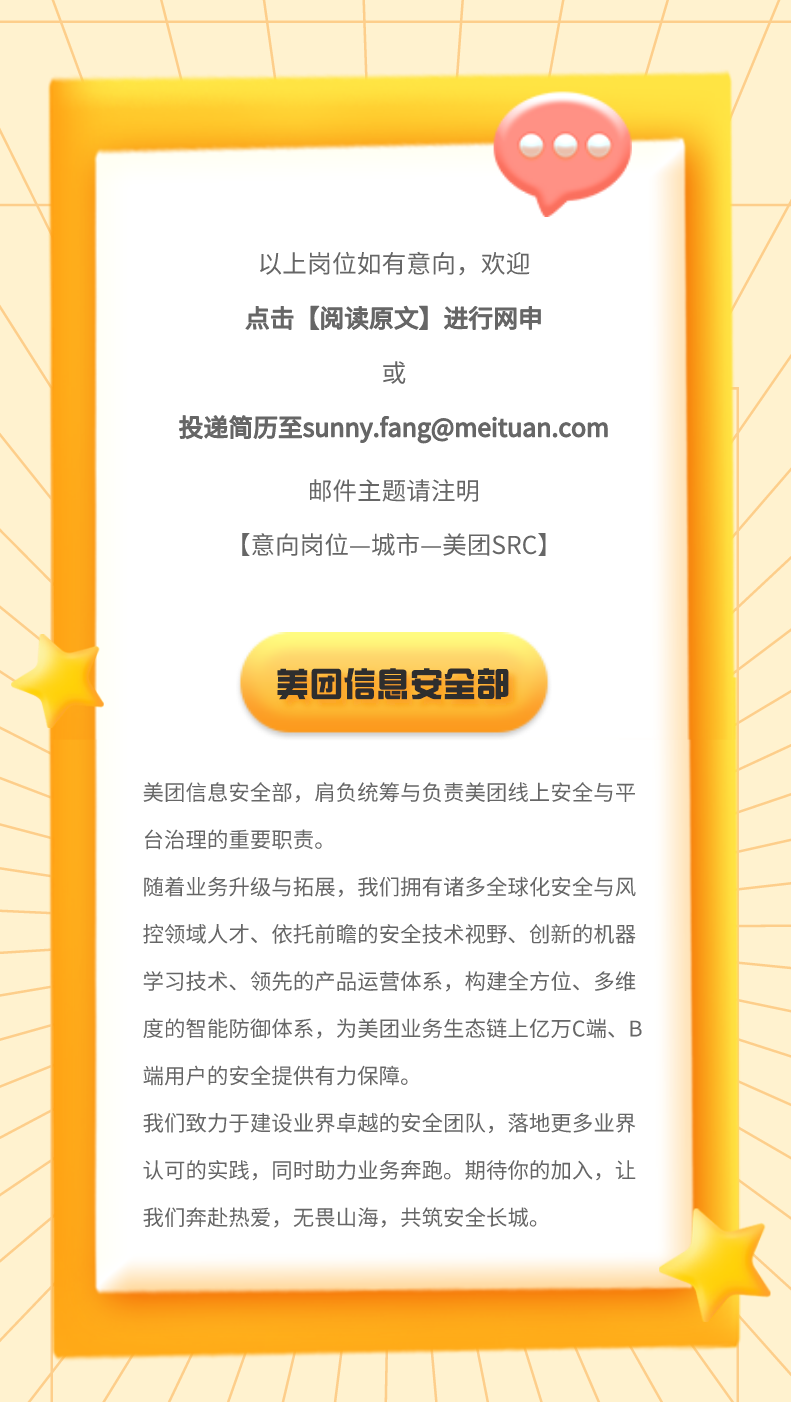 以上岗位如有意向，欢迎
点击【阅读原文】进行网申
或
投递简历至sunny.fang@meituan.com
邮件主题请注明
【意向岗位—城市—美团SRC】
美团信息安全部
美团信息安全部，肩负统筹与负责美团线上安全与平
台治理的重要职责。
随着业务升级与拓展，我们拥有诸多全球化安全与风
控领域人才、依托前瞻的安全技术视野、创新的机器
学习技术、领先的产品运营体系，构建全方位、多维
度的智能防御体系，为美团业务生态链上亿万C端、B
端用户的安全提供有力保障。
我们致力于建设业界卓越的安全团队，落地更多业界
认可的实践，同时助力业务奔跑。期待你的加入，让
我们奔赴热爱，无畏山海，共筑安全长城。